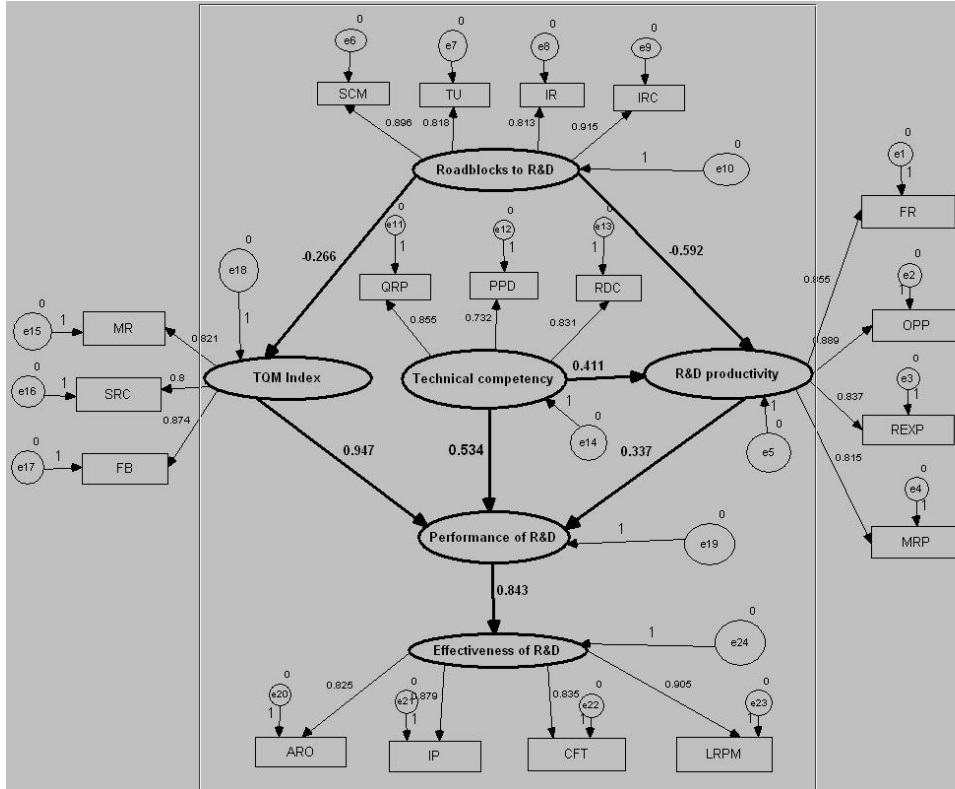 0 0 0 0
e6 e7 e8 e9
SCM TU IR IRC
0.896 0.818 0.813 0.915
Roadblocks to R&D
1
0
e10
0
e1
1
FR
0.855
0
e2
1
OPP
0.889
0
e3
1
REXP
0.837
0
e4
1
MRP
0.815
-0.266
-0.592
0 0 0
e11 e12 e13
1 1 1
QRP PPD RDC
0.855 0.732 0.831
0
e18
1
0
e15
1
MR
0.821
0
e16
1
SRC
0.8
0
e17
1
FB
0.874
TQM Index
Technical competency
0.411
R&D productivity
1
0
e14
1
0
e5
0.947
0.534
0.337
Performance of R&D
1
0
e19
0.843
Effectiveness of R&D
1
0
e24
0.825 0.879 0.835 0.905
0 0 0 0
e20 e21 e22 e23
1 1 1 1
ARO IP CFT LRPM